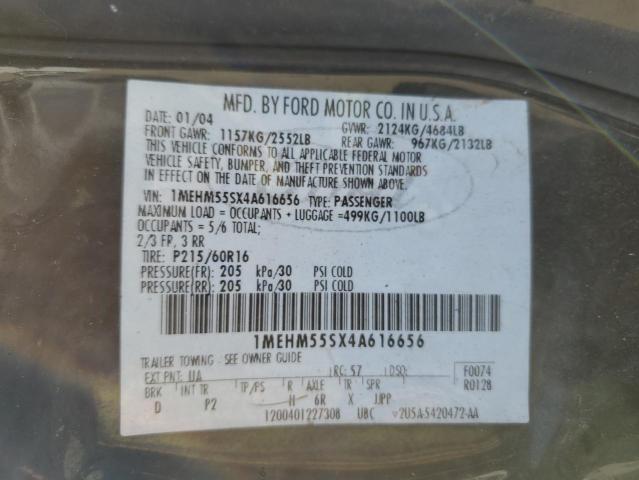 MFD. BY FORD MOTOR CO. IN U.S.A.
DATE: 01/04 GVWR: 2124KG/4684LB
FRONT GAWR: 1157KG/2552LB REAR GAWR: 967KG/2132LB
THIS VEHICLE CONFORMS TO ALL APPLICABLE FEDERAL MOTOR
VEHICLE SAFETY, BUMPER, AND THEFT PREVENTION STANDARDS
IN EFFECT ON THE DATE OF MANUFACTURE SHOWN ABOVE.
VIN: 1MEHM55SX4A616656 TYPE: PASSENGER
MAXIMUM LOAD = OCCUPANTS + LUGGAGE =499KG/1100LB
OCCUPANTS = 5/6 TOTAL;
2/3 FR, 3 RR
TIRE: P215/60R16
PRESSURE(FR): 205 kPa/30 PSI COLD
PRESSURE(RR): 205 kPa/30 PSI COLD
1MEHM55SX4A616656
TRAILER TOWING - SEE OWNER GUIDE
EXT PNT: UA RC: 57 DSO: F0074
BRK INT TR TP/PS R AXLE TR SPR R0128
D P2 H 6R X JJPP
1200401227308 UBC 2U5A-5420472-AA